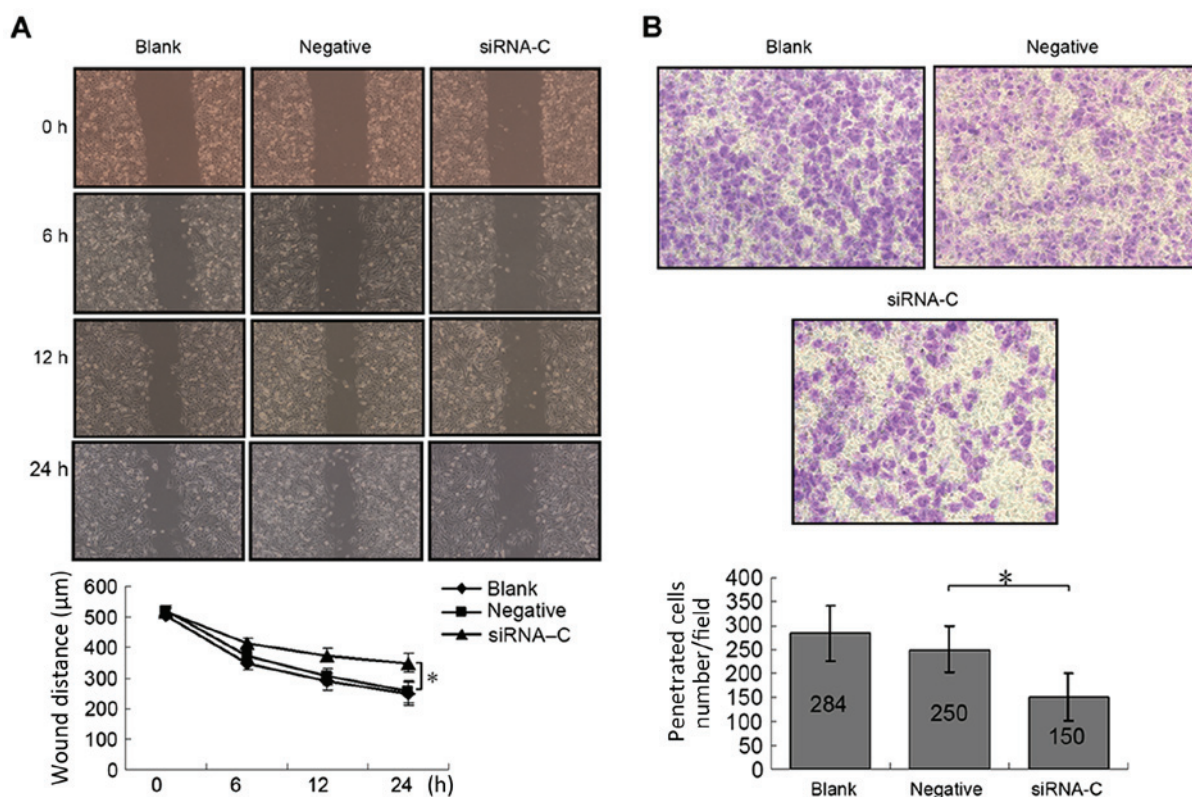 A
Blank Negative siRNA-C
0 h
6 h
12 h
24 h
Wound distance (µm)
600
500
400
300
200
100
0
0 6 12 24 (h)
Blank
Negative
siRNA–C
*
B
Blank Negative
siRNA-C
Penetrated cells
number/field
400
350
300
250
200
150
100
50
0
284
250
150
*
Blank Negative siRNA-C